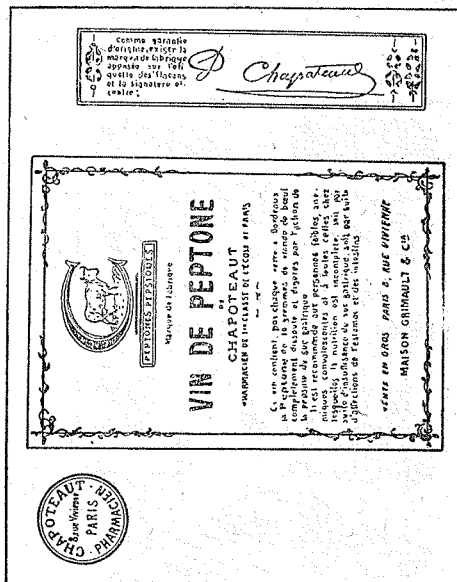 Comme garantie
d'origine, exiger la
marque de fabrique
apposée sur l'éti
quette des flacons
et la signature ci-
contre:
Chapoteaut
PEPTONES PEPSIQUES
Marque de Fabrique
VIN DE PEPTONE
DE
CHAPOTEAUT
PHARMACIEN DE 1re CLASSE DE L'ÉCOLE DE PARIS
Ce vin contient, par chaque verre à Bordeaux
la Peptone de 10 grammes de viande de bœuf
complètement dissoute et digérée par l'action de
la pepsine du suc gastrique
Il est recommandé aux personnes faibles, ané-
miques convalescentes et à toutes celles chez
lesquelles la nutrition est incomplète, soit par
suite d'insuffisance du suc gastrique, soit par suite
d'affections de l'estomac et des intestins
VENTE EN GROS PARIS 8, RUE VIVIENNE
MAISON GRIMAULT & Cie
CHAPOTEAUT - PHARMACIEN -
8, rue Vivienne
PARIS